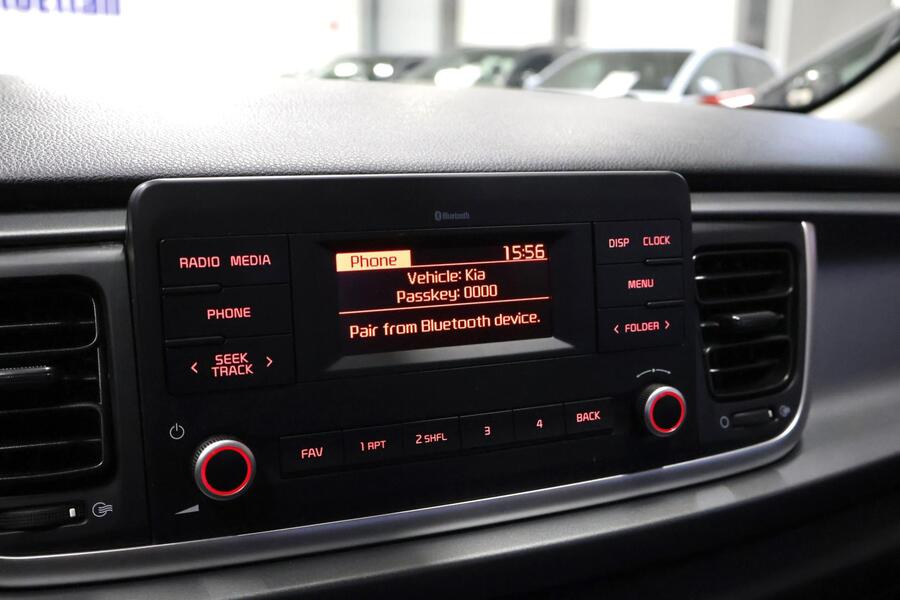 Bluetooth
RADIO MEDIA
PHONE
< SEEK TRACK >
Phone 15:56
Vehicle: Kia
Passkey: 0000
Pair from Bluetooth device.
DISP CLOCK
MENU
< FOLDER >
FAV 1 RPT 2 SHFL 3 4 BACK